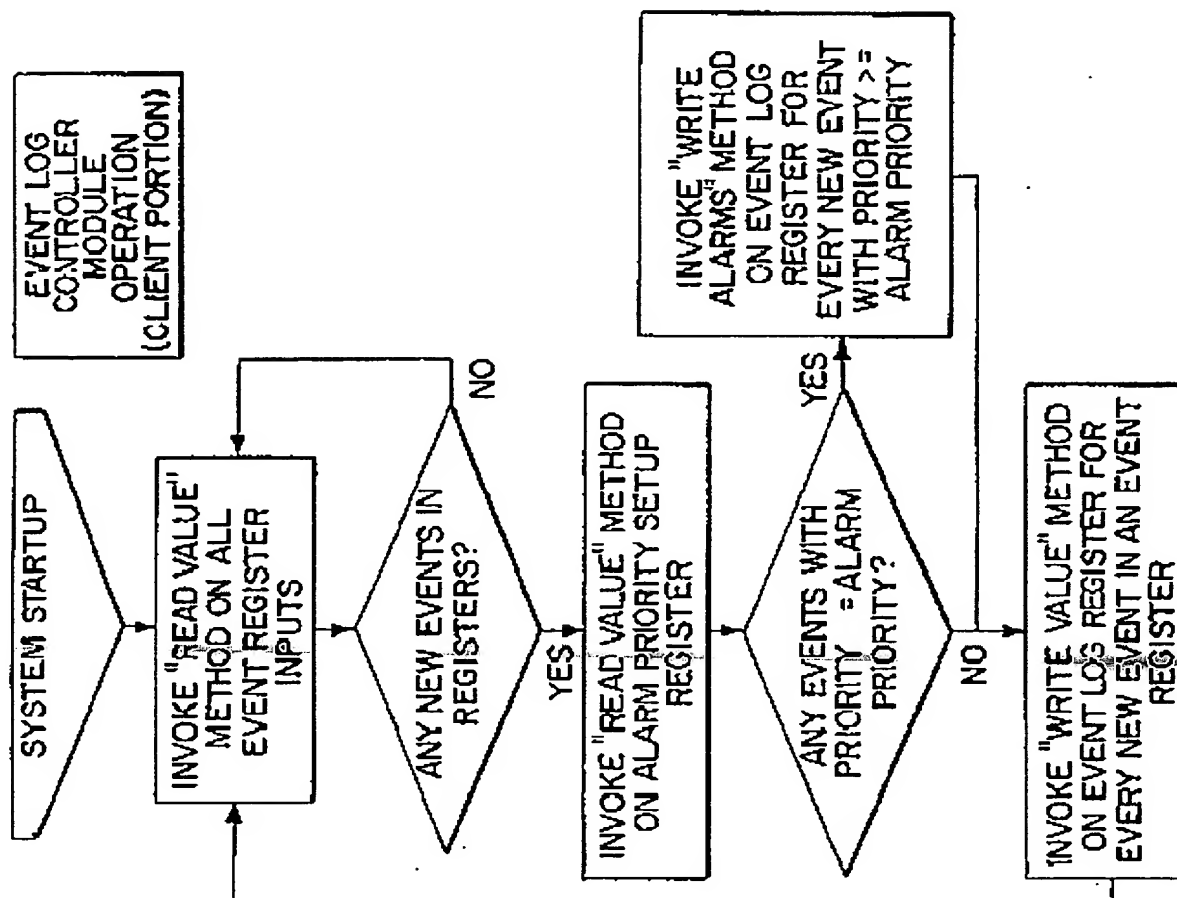 EVENT LOG
CONTROLLER
MODULE
OPERATION
(CLIENT PORTION)
SYSTEM STARTUP
INVOKE "READ VALUE"
METHOD ON ALL
EVENT REGISTER
INPUTS
ANY NEW EVENTS IN
REGISTERS?
NO
YES
INVOKE "READ VALUE" METHOD
ON ALARM PRIORITY SETUP
REGISTER
ANY EVENTS WITH
PRIORITY =ALARM
PRIORITY?
YES
INVOKE "WRITE
ALARMS" METHOD
ON EVENT LOG
REGISTER FOR
EVERY NEW EVENT
WITH PRIORITY >=
ALARM PRIORITY
NO
INVOKE "WRITE VALUE" METHOD
ON EVENT LOG REGISTER FOR
EVERY NEW EVENT IN AN EVENT
REGISTER